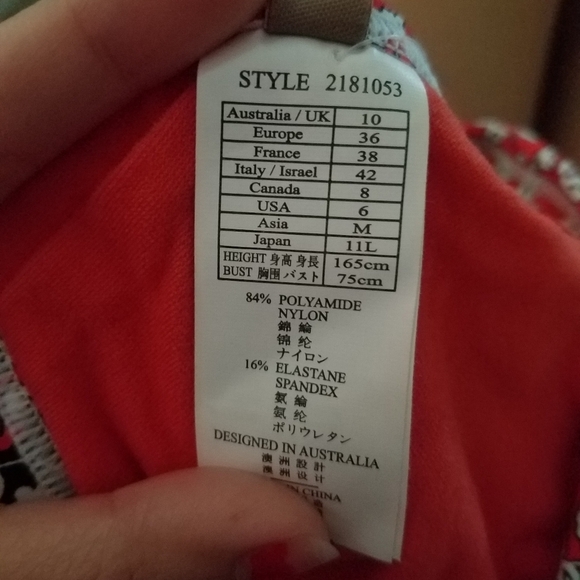 STYLE 2181053
Australia / UK 10
Europe 36
France 38
Italy / Israel 42
Canada 8
USA 6
Asia M
Japan 11L
HEIGHT 身高 身長 165cm
BUST 胸围 バスト 75cm
84% POLYAMIDE
NYLON
錦 綸
锦 纶
ナイロン
16% ELASTANE
SPANDEX
氨 綸
氨 纶
ポリウレタン
DESIGNED IN AUSTRALIA
澳 洲 設 計
澳 洲 设 计
IN CHINA